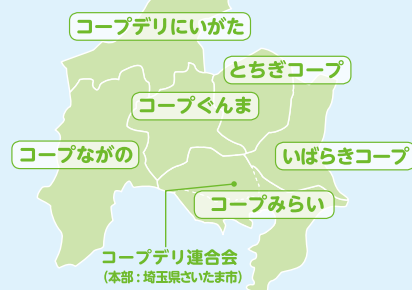 コープデリにいがた
とちぎコープ
コープぐんま
コープながの
いばらきコープ
コープみらい
コープデリ連合会
（本部：埼玉県さいたま市）